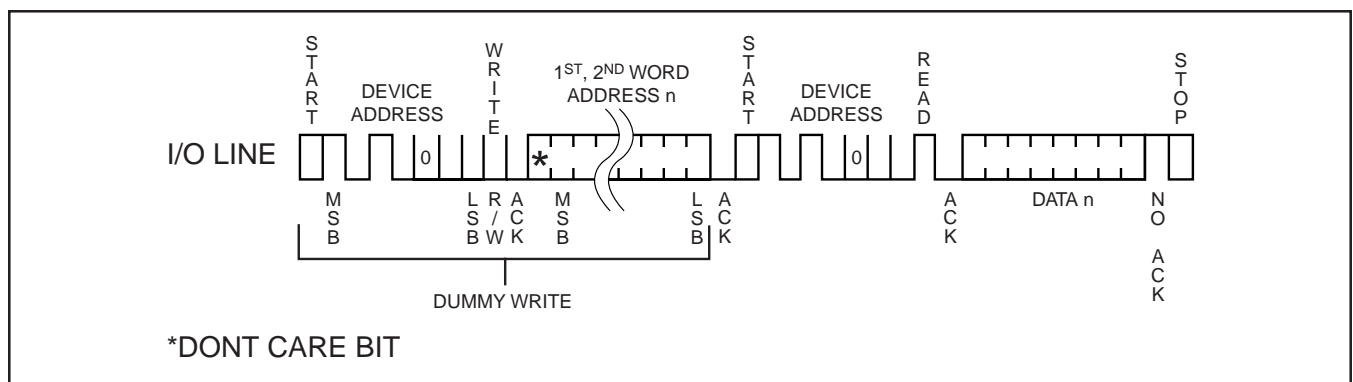 START
DEVICE
ADDRESS
WRITE
1ST, 2ND WORD
ADDRESS n
START
DEVICE
ADDRESS
READ
STOP
I/O LINE
0
*
0
MSB
LSB
R/W
ACK
MSB
LSB
ACK
ACK
DATA n
NO ACK
DUMMY WRITE
*DONT CARE BIT